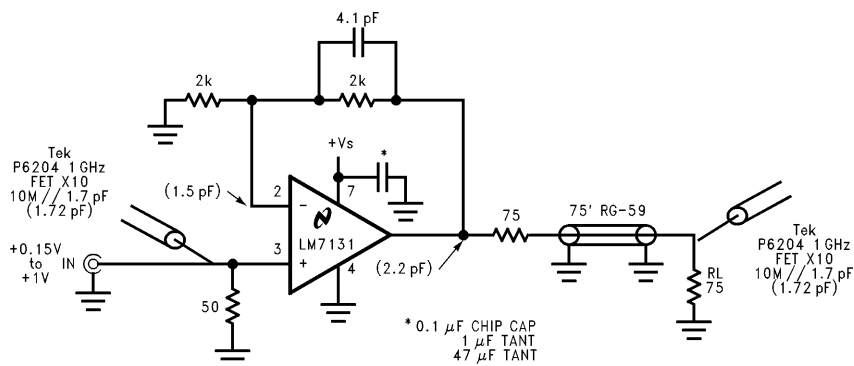 4.1 pF
2k
2k
+Vs
*
7
Tek
P6204 1 GHz
FET X10
10M // 1.7 pF
(1.72 pF)
(1.5 pF)
2
−
LM7131
3
+
4
+0.15V
to
+1V
IN
50
(2.2 pF)
75
75' RG-59
Tek
P6204 1 GHz
FET X10
10M // 1.7 pF
(1.72 pF)
RL
75
* 0.1 µF CHIP CAP
1 µF TANT
47 µF TANT